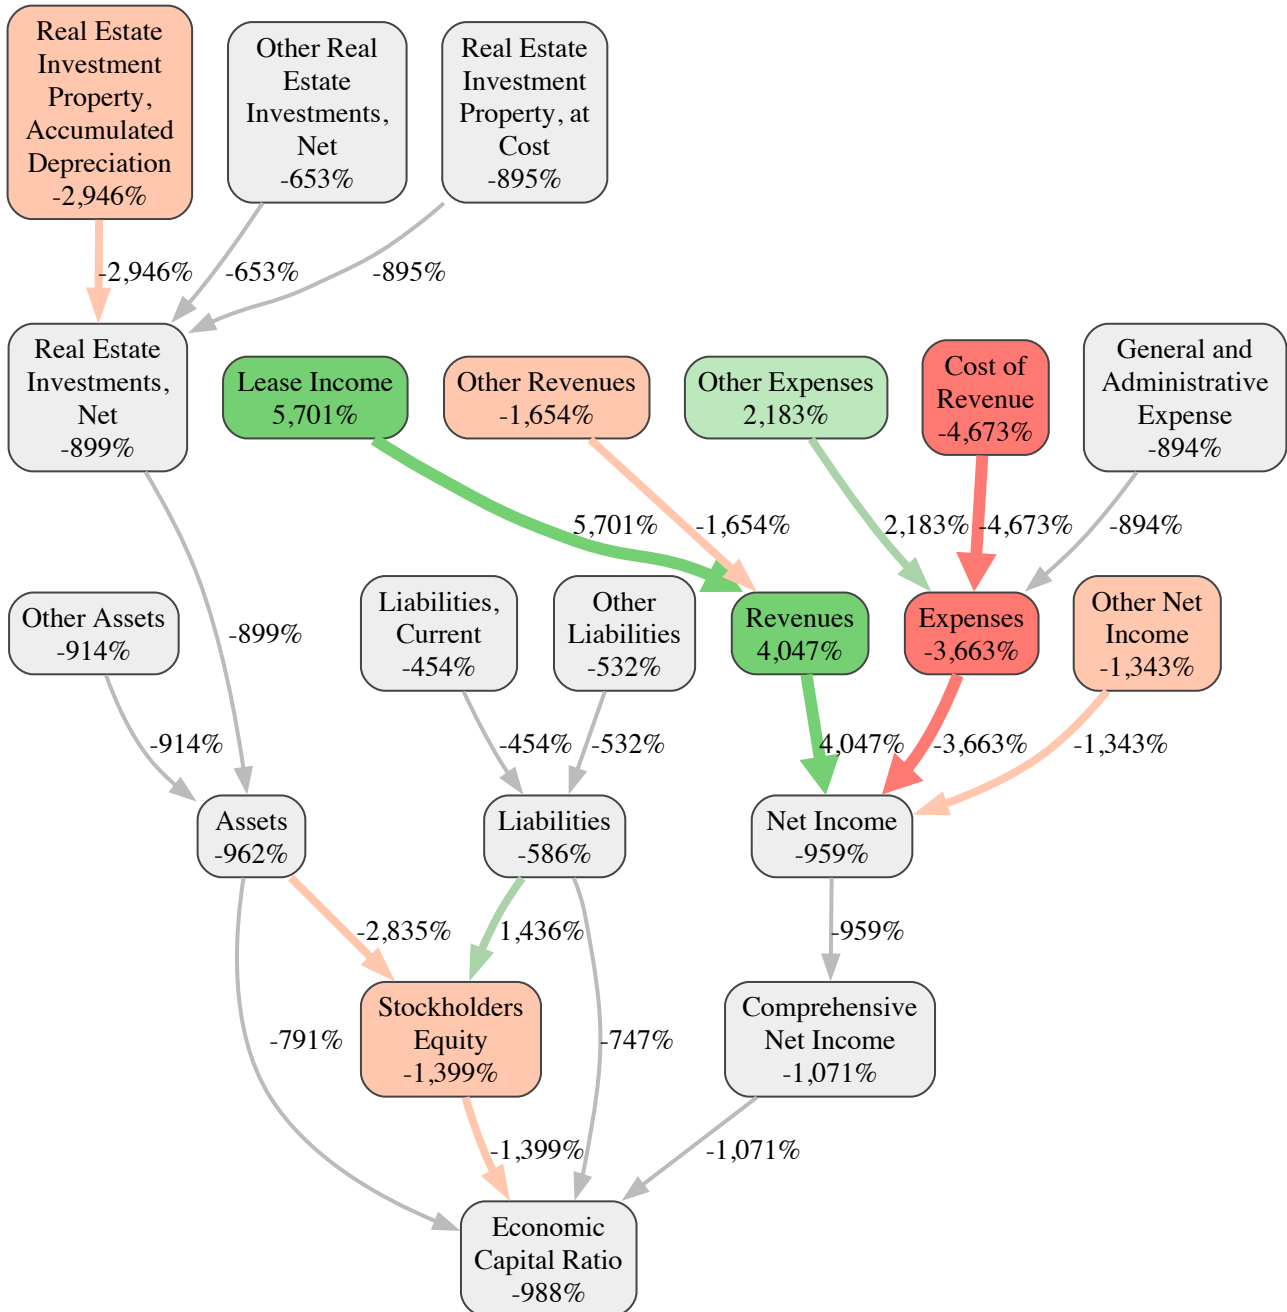 Real Estate
Investment
Property,
Accumulated
Depreciation
-2,946%
Other Real
Estate
Investments,
Net
-653%
Real Estate
Investment
Property, at
Cost
-895%
-2,946%
-653%
-895%
Real Estate
Investments,
Net
-899%
Lease Income
5,701%
Other Revenues
-1,654%
Other Expenses
2,183%
Cost of
Revenue
-4,673%
General and
Administrative
Expense
-894%
5,701%
-1,654%
2,183%
-4,673%
-894%
Other Assets
-914%
-899%
Liabilities,
Current
-454%
Other
Liabilities
-532%
Revenues
4,047%
Expenses
-3,663%
Other Net
Income
-1,343%
-914%
-454%
-532%
4,047%
-3,663%
-1,343%
Assets
-962%
Liabilities
-586%
Net Income
-959%
-2,835%
1,436%
-959%
-791%
Stockholders
Equity
-1,399%
-747%
Comprehensive
Net Income
-1,071%
-1,399%
-1,071%
Economic
Capital Ratio
-988%